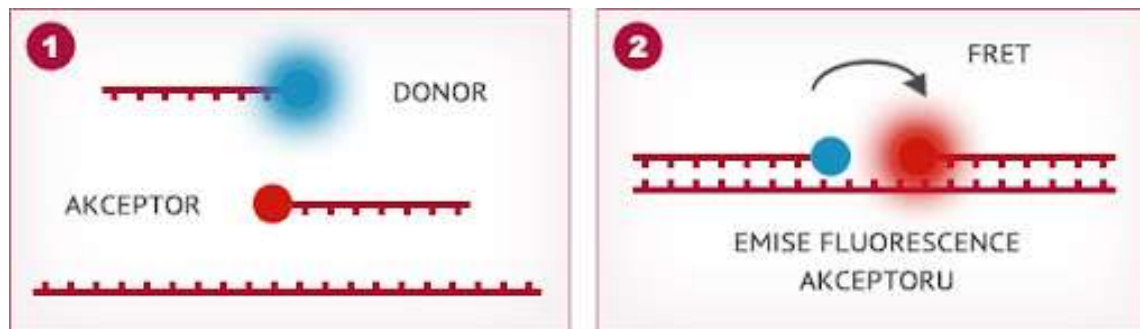 1
DONOR
AKCEPTOR
2
FRET
EMISE FLUORESCENCE
AKCEPTORU